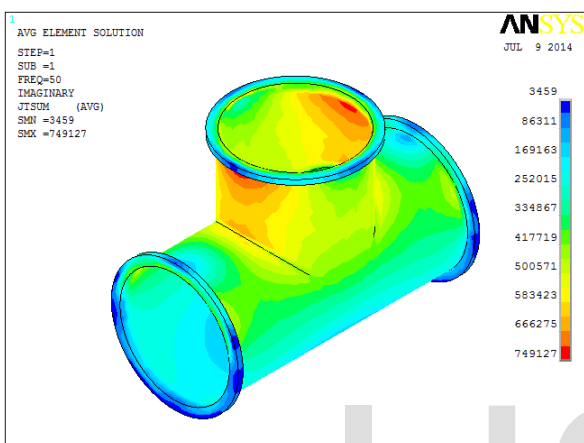 1
AVG ELEMENT SOLUTION
STEP=1
SUB =1
FREQ=50
IMAGINARY
JTSUM (AVG)
SMN =3459
SMX =749127
ANSYS
JUL 9 2014
3459
86311
169163
252015
334867
417719
500571
583423
666275
749127